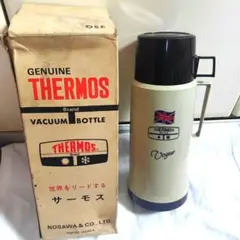 GENUINE
THERMOS
Brand
VACUUM BOTTLE
THERMOS
世界をリードする
サーモス
NOSAWA & CO., LTD.
THERMOS
Vogue